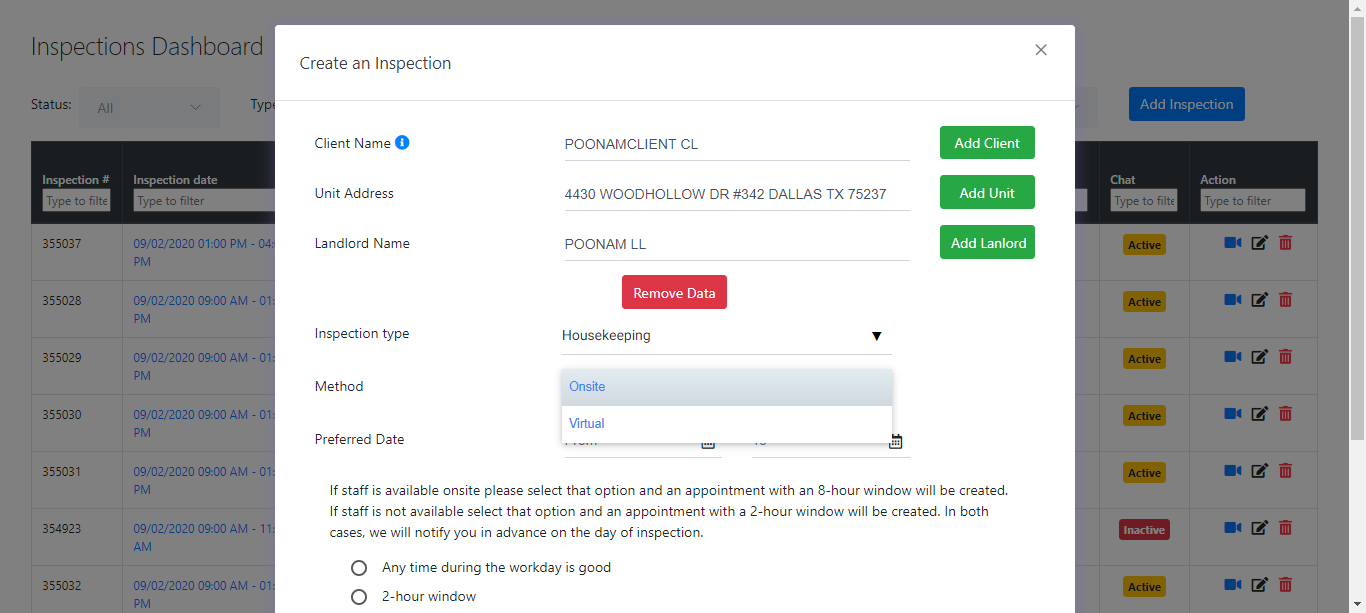 Inspections Dashboard
Create an Inspection
Status:
All
Type
Add Inspection
Client Name
POONAMCLIENT CL
Add Client
Unit Address
4430 WOODHOLLOW DR #342 DALLAS TX 75237
Add Unit
Landlord Name
POONAM LL
Add Lanlord
Remove Data
Inspection type
Housekeeping
Method
Onsite
Virtual
Preferred Date
If staff is available onsite please select that option and an appointment with an 8-hour window will be created.
If staff is not available select that option and an appointment with a 2-hour window will be created. In both
cases, we will notify you in advance on the day of inspection.
Any time during the workday is good
2-hour window
Inspection #
Inspection date
Chat
Action
Type to filte
Type to filter
Type to filte
Type to filter
355037
09/02/2020 01:00 PM - 04:
PM
Active
355028
09/02/2020 09:00 AM - 01:
PM
Active
355029
09/02/2020 09:00 AM - 01:
PM
Active
355030
09/02/2020 09:00 AM - 01:
PM
Active
355031
09/02/2020 09:00 AM - 01:
PM
Active
354923
09/02/2020 09:00 AM - 11:
AM
Inactive
355032
09/02/2020 09:00 AM - 01:
PM
Active